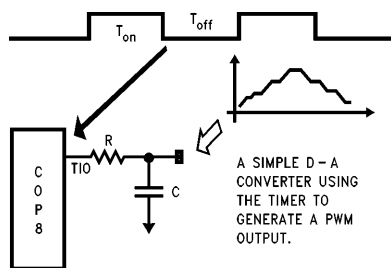 Ton
Toff
C
O
P
8
TIO
R
C
A SIMPLE D-A
CONVERTER USING
THE TIMER TO
GENERATE A PWM
OUTPUT.